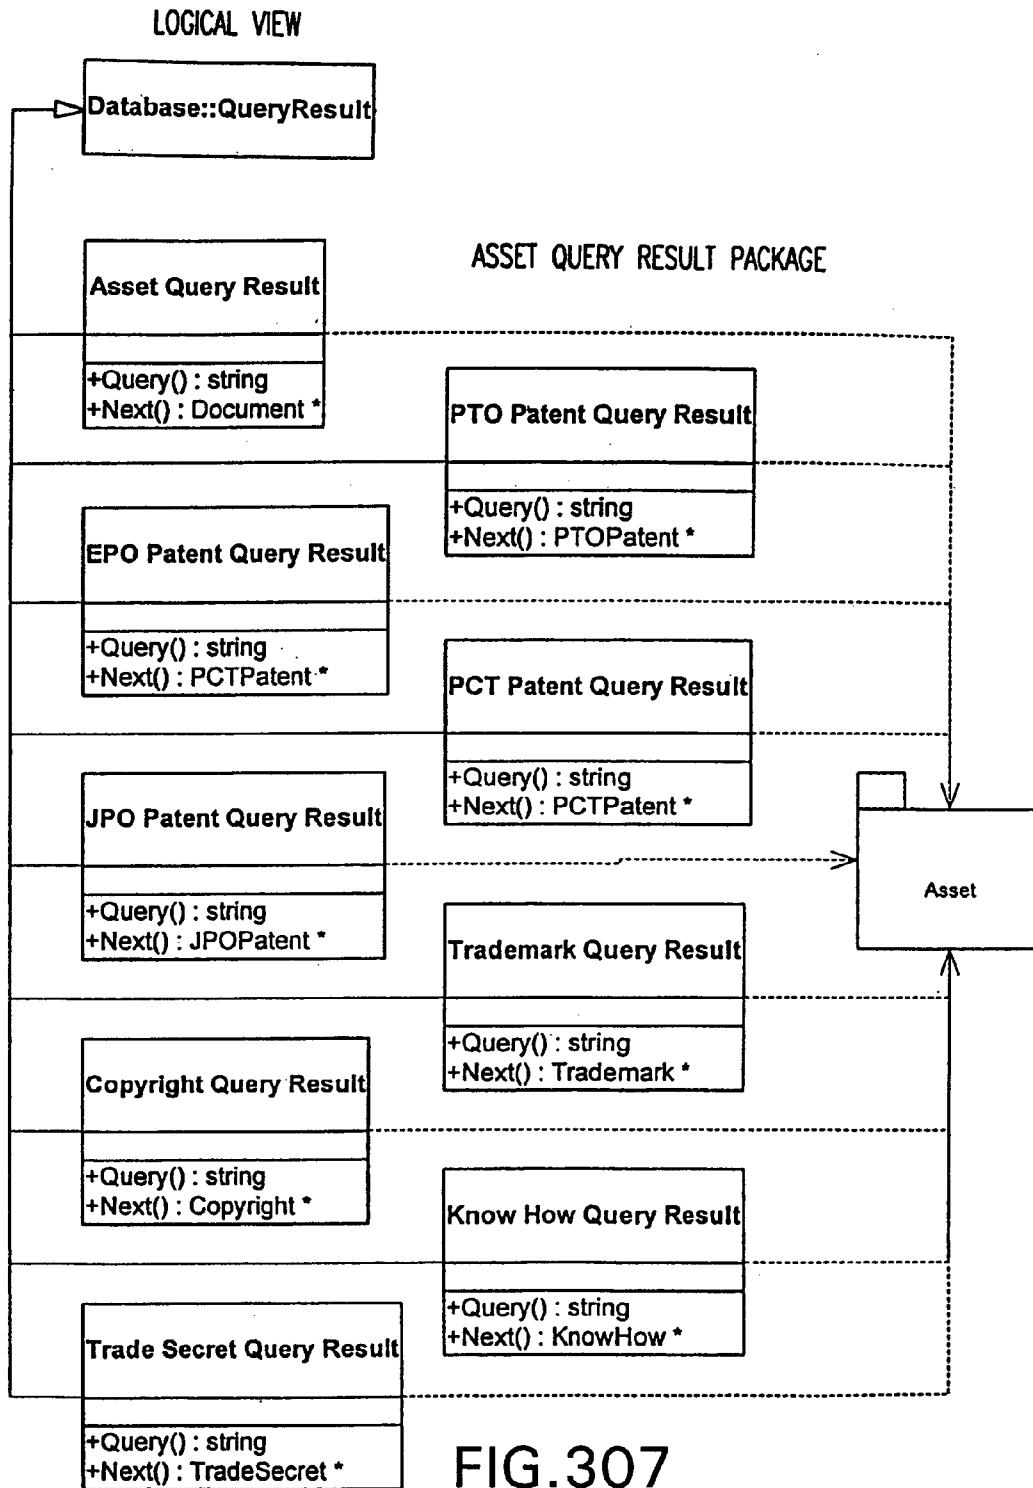 LOGICAL VIEW
Database::QueryResult
ASSET QUERY RESULT PACKAGE
Asset Query Result
+Query() : string
+Next() : Document *
PTO Patent Query Result
+Query() : string
+Next() : PTOPatent *
EPO Patent Query Result
+Query() : string
+Next() : PCTPatent *
PCT Patent Query Result
+Query() : string
+Next() : PCTPatent *
JPO Patent Query Result
+Query() : string
+Next() : JPOPatent *
Asset
Trademark Query Result
+Query() : string
+Next() : Trademark *
Copyright Query Result
+Query() : string
+Next() : Copyright *
Know How Query Result
+Query() : string
+Next() : KnowHow *
Trade Secret Query Result
+Query() : string
+Next() : TradeSecret *
FIG.307